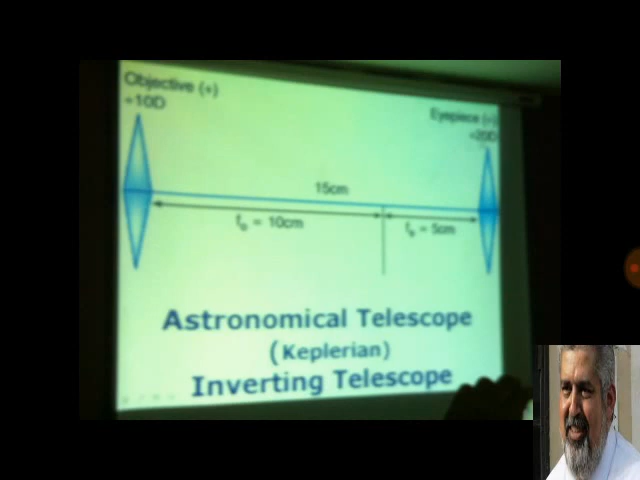 Objective (+)
+10D
Eyepiece (+)
+20D
15cm
fo = 10cm
fe = 5cm
Astronomical Telescope
(Keplerian)
Inverting Telescope